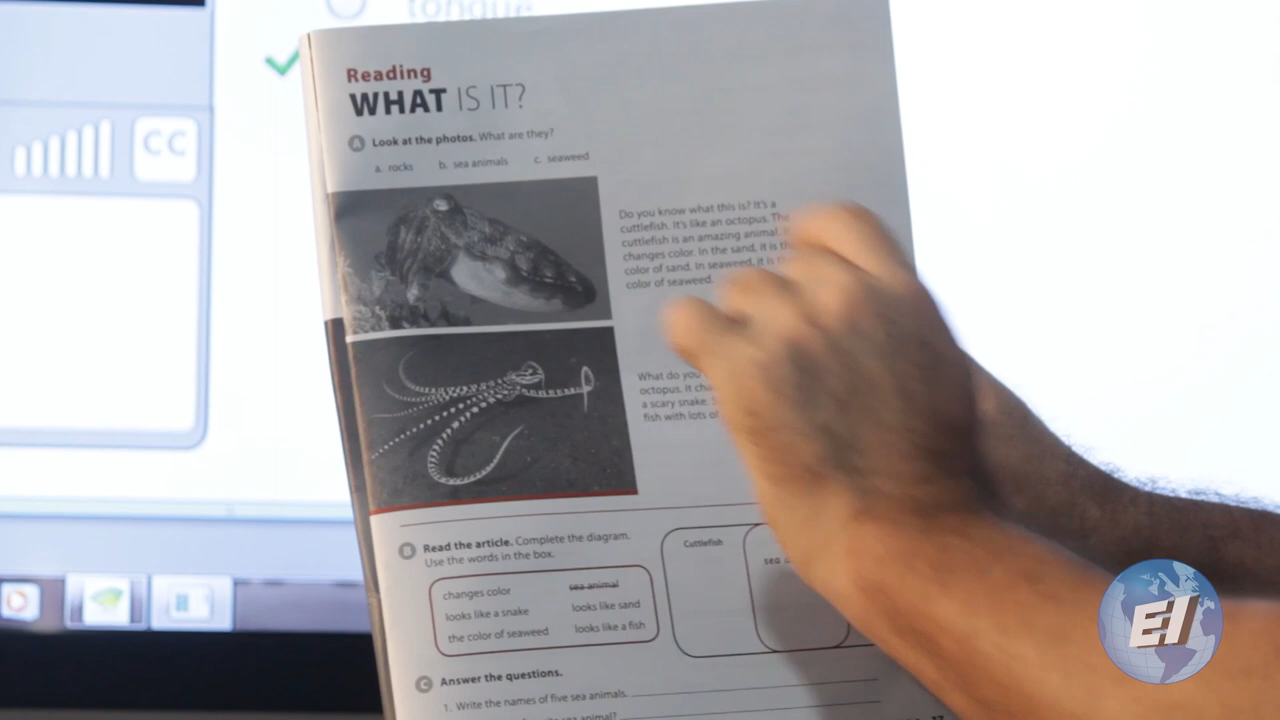 tongue
CC
Reading
WHAT IS IT?
A Look at the photos. What are they?
a. rocks b. sea animals c. seaweed
Do you know what this is? It's a
cuttlefish. It's like an octopus. The
cuttlefish is an amazing animal.
changes color. In the sand, it is
color of sand. In seaweed, it is
color of seaweed.
What do you
octopus. It
a scary snake.
fish with lots
B Read the article. Complete the diagram.
Use the words in the box.
changes color sea animal
looks like a snake looks like sand
the color of seaweed looks like a fish
Cuttlefish
sea
C Answer the questions.
1. Write the names of five sea animals.
sea animal?
17
EI